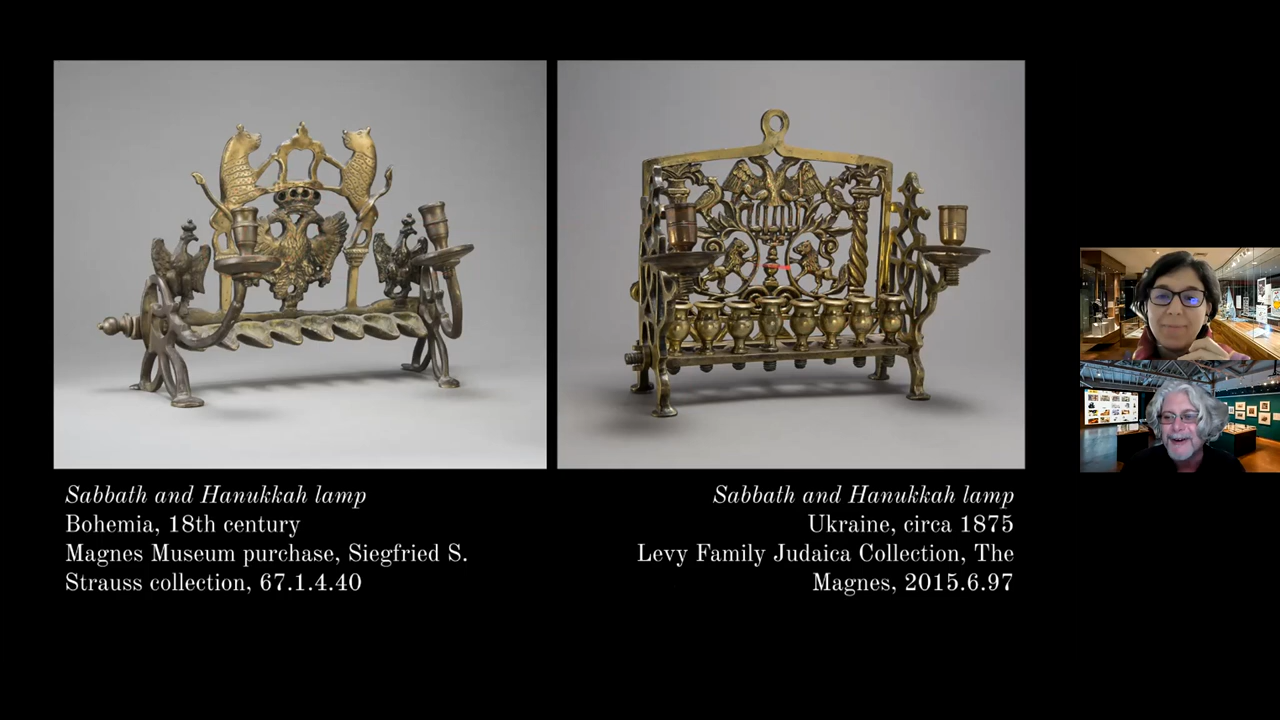 Sabbath and Hanukkah lamp
Bohemia, 18th century
Magnes Museum purchase, Siegfried S.
Strauss collection, 67.1.4.40
Sabbath and Hanukkah lamp
Ukraine, circa 1875
Levy Family Judaica Collection, The
Magnes, 2015.6.97